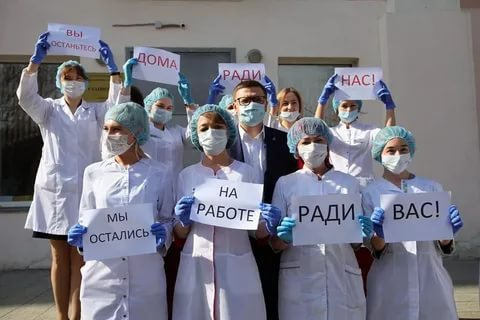 ВЫ
ОСТАНЬТЕСЬ
ДОМА
РАДИ
НАС!
МЫ
ОСТАЛИСЬ
НА
РАБОТЕ
РАДИ
ВАС!